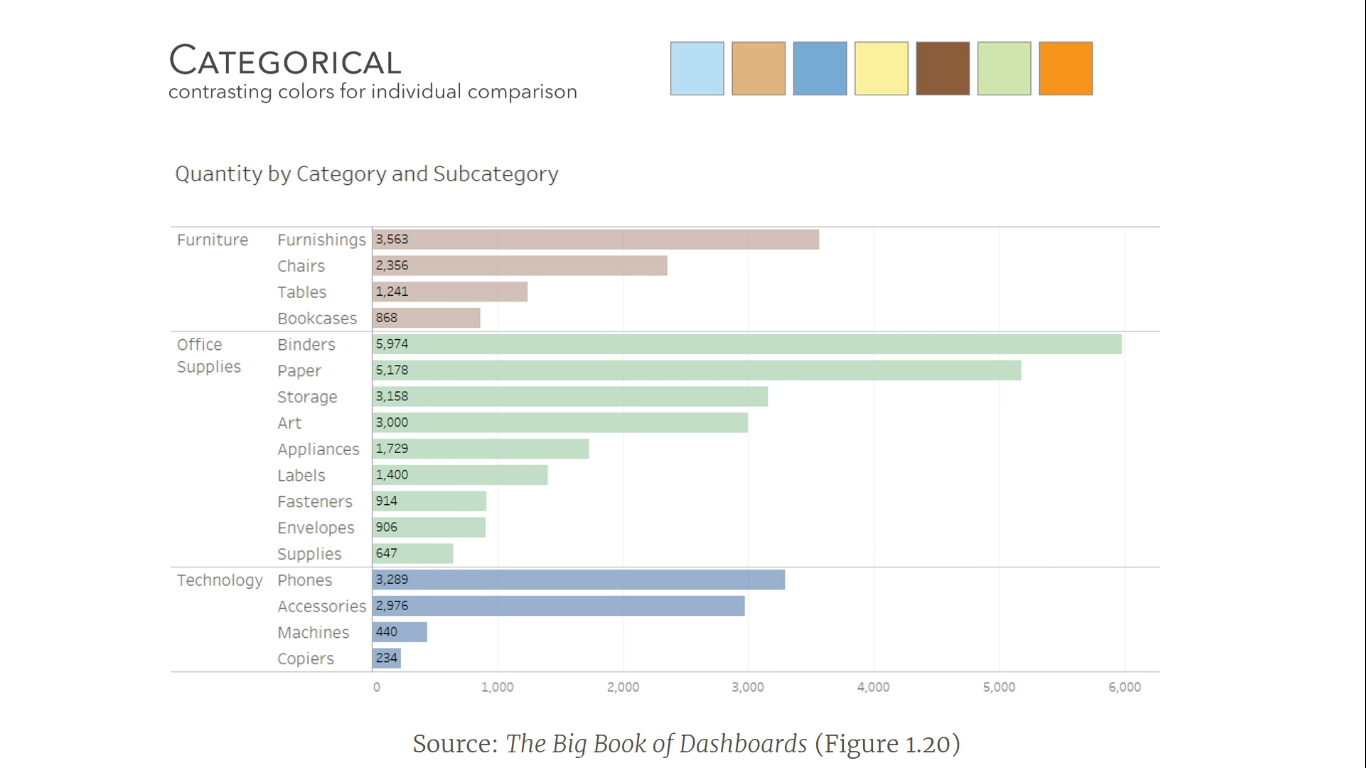 CATEGORICAL
contrasting colors for individual comparison
Quantity by Category and Subcategory
Furniture Furnishings 3,563
Chairs 2,356
Tables 1,241
Bookcases 868
Office Supplies Binders 5,974
Paper 5,178
Storage 3,158
Art 3,000
Appliances 1,729
Labels 1,400
Fasteners 914
Envelopes 906
Supplies 647
Technology Phones 3,289
Accessories 2,976
Machines 440
Copiers 234
0 1,000 2,000 3,000 4,000 5,000 6,000
Source: The Big Book of Dashboards (Figure 1.20)